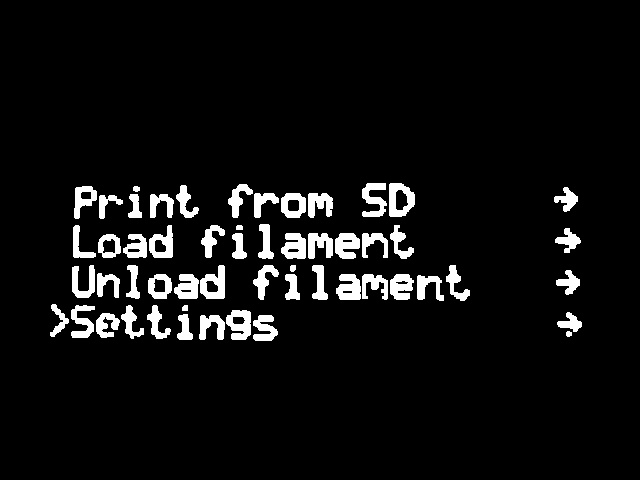 Print from SD →
Load filament →
Unload filament →
>Settings →